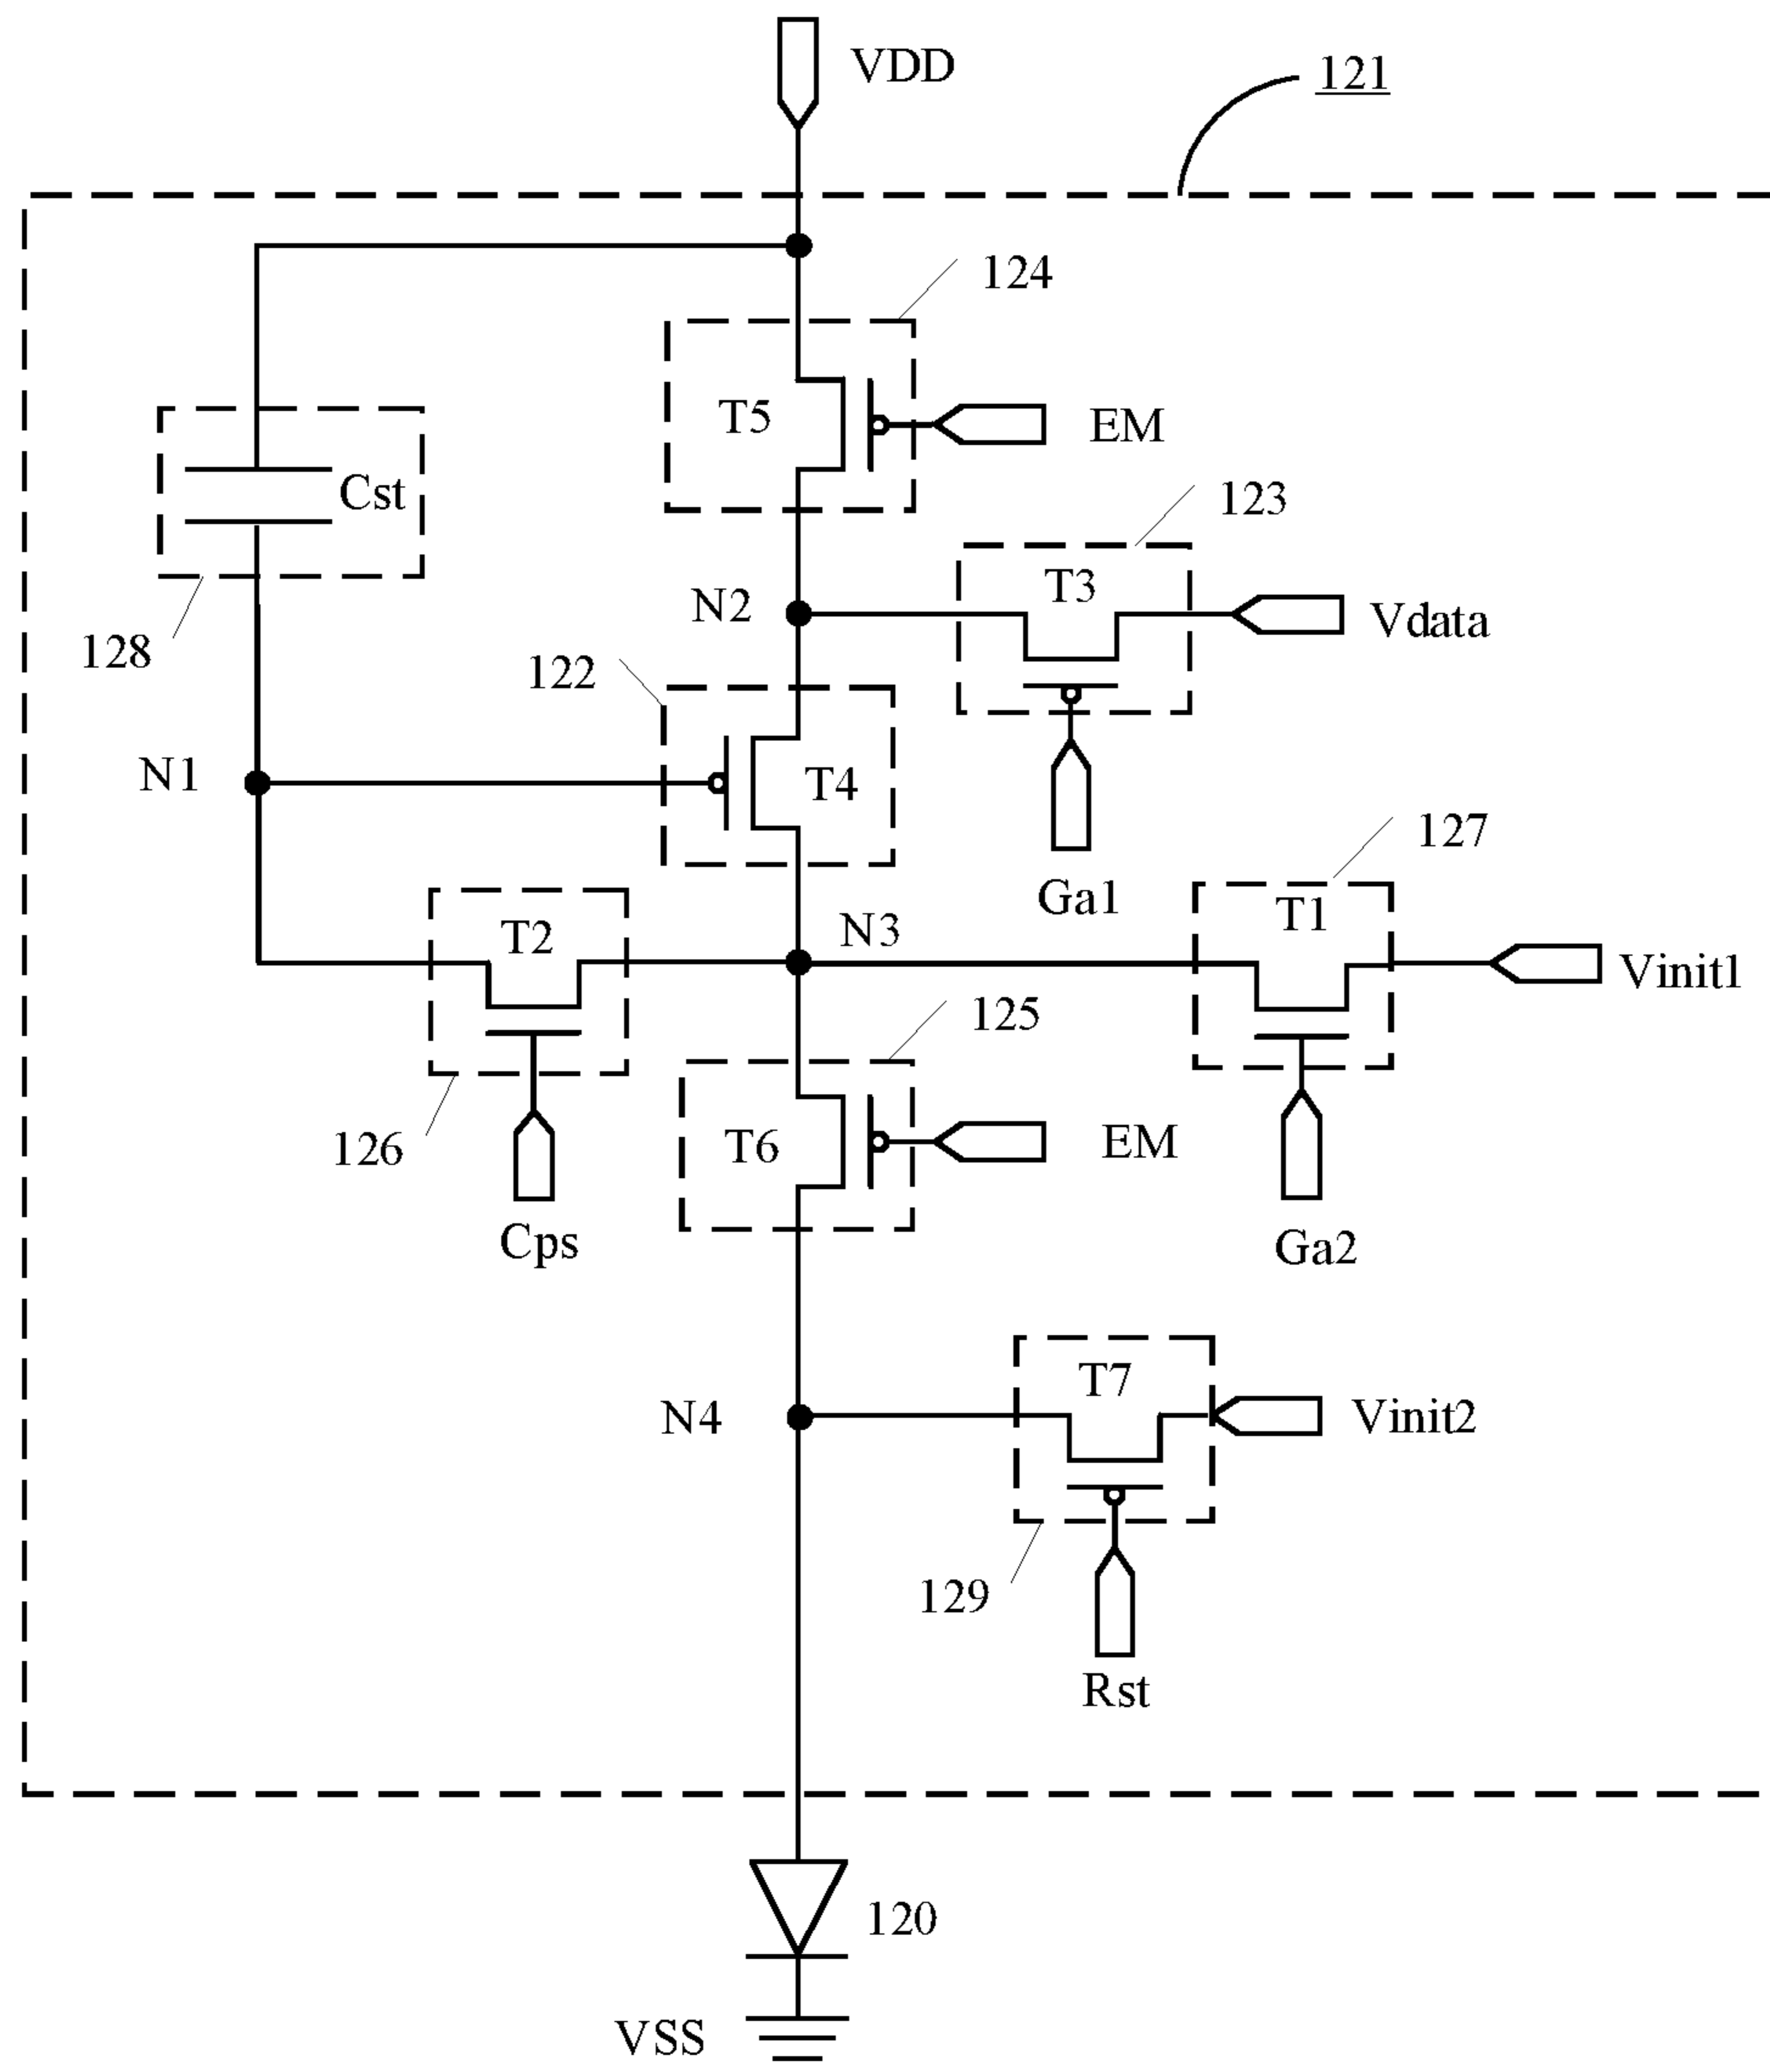 VDD
121
124
T5
EM
Cst
123
T3
N2
Vdata
128
122
N1
T4
127
Ga1
T1
T2
N3
Vinit1
125
126
T6
EM
Cps
Ga2
T7
N4
Vinit2
129
Rst
120
VSS